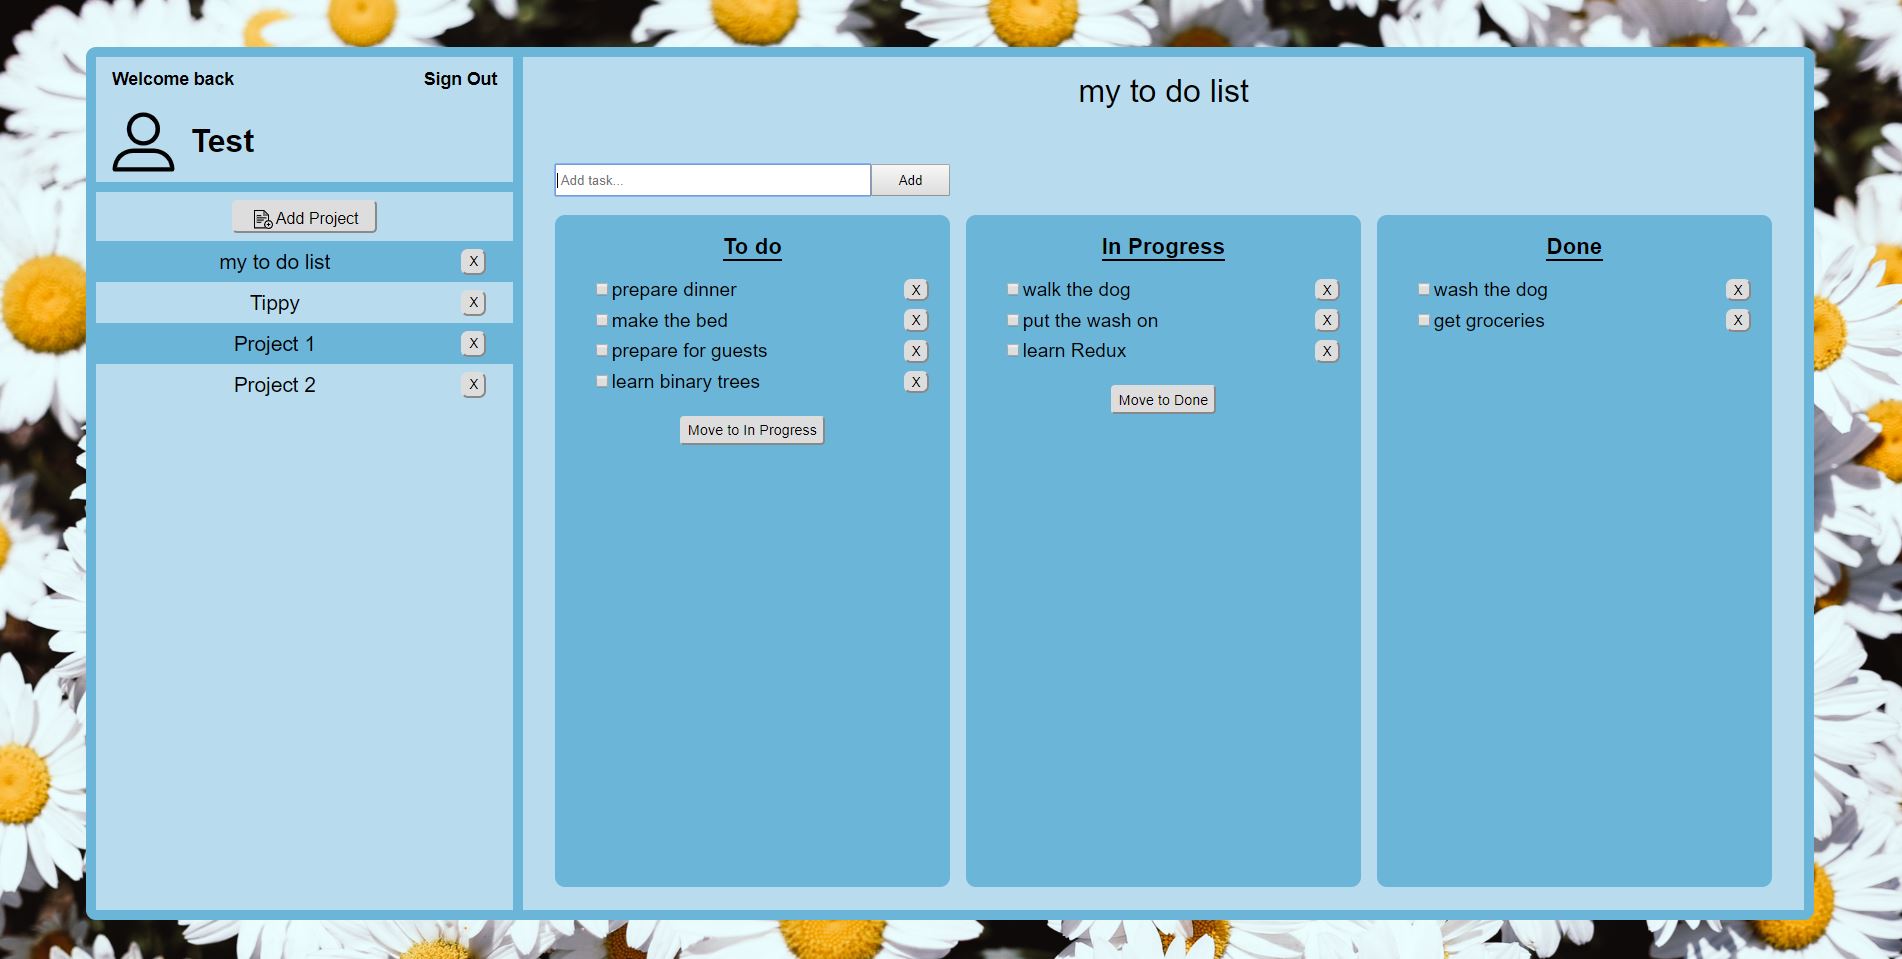 Welcome back
Sign Out
Test
Add Project
my to do list X
Tippy X
Project 1 X
Project 2 X
my to do list
Add task...
Add
To do
prepare dinner X
make the bed X
prepare for guests X
learn binary trees X
Move to In Progress
In Progress
walk the dog X
put the wash on X
learn Redux X
Move to Done
Done
wash the dog X
get groceries X